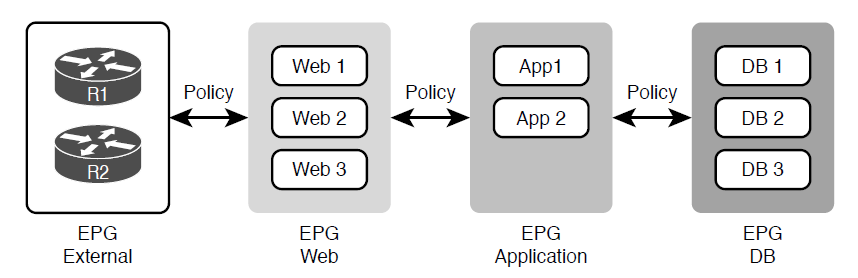 R1
R2
Policy
Web 1
Web 2
Web 3
Policy
App1
App 2
Policy
DB 1
DB 2
DB 3
EPG
External
EPG
Web
EPG
Application
EPG
DB